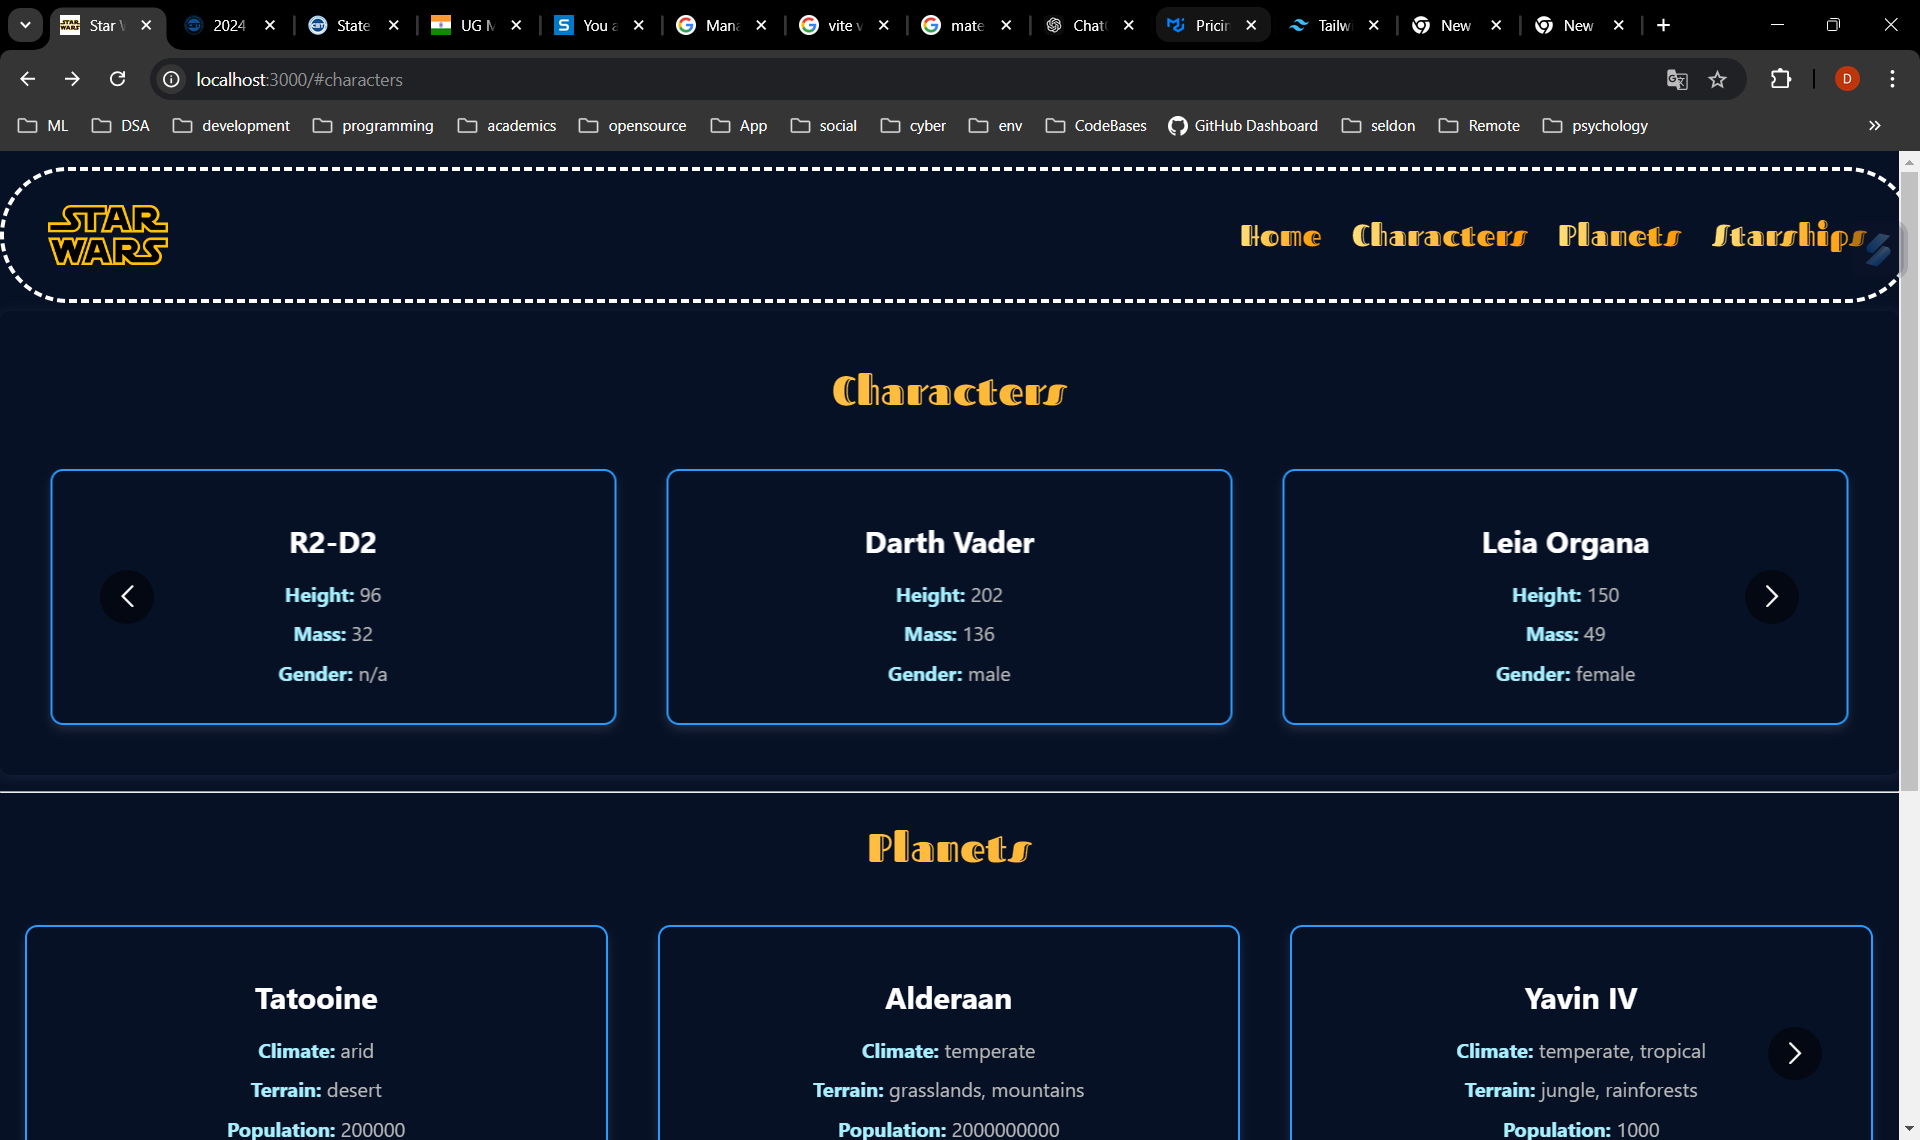 Star
2024
State
UG M
You a
Mana
vite v
mate
Chat
Pricin
Tailwi
New
New
localhost:3000/#characters
D
ML
DSA
development
programming
academics
opensource
App
social
cyber
env
CodeBases
GitHub Dashboard
seldon
Remote
psychology
STAR
WARS
Home
Characters
Planets
Starships
Characters
R2-D2
Height: 96
Mass: 32
Gender: n/a
Darth Vader
Height: 202
Mass: 136
Gender: male
Leia Organa
Height: 150
Mass: 49
Gender: female
Planets
Tatooine
Climate: arid
Terrain: desert
Population: 200000
Alderaan
Climate: temperate
Terrain: grasslands, mountains
Population: 2000000000
Yavin IV
Climate: temperate, tropical
Terrain: jungle, rainforests
Population: 1000